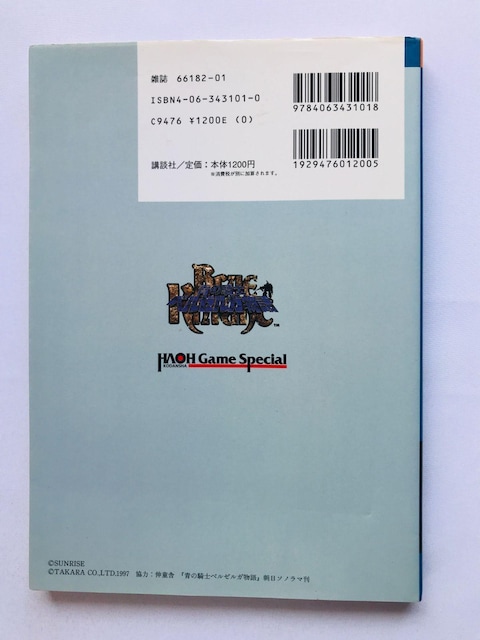 雑誌 66182-01
ISBN4-06-343101-0
C9476 ¥1200E (0)
講談社／定価：本体1200円
※消費税が別に加算されます。
9784063431018
1929476012005
TM
HAOH Game Special
KODANSHA
©SUNRISE
©TAKARA CO.,LTD.1997 協力：伸童舎 『青の騎士ベルゼルガ物語』朝日ソノラマ刊